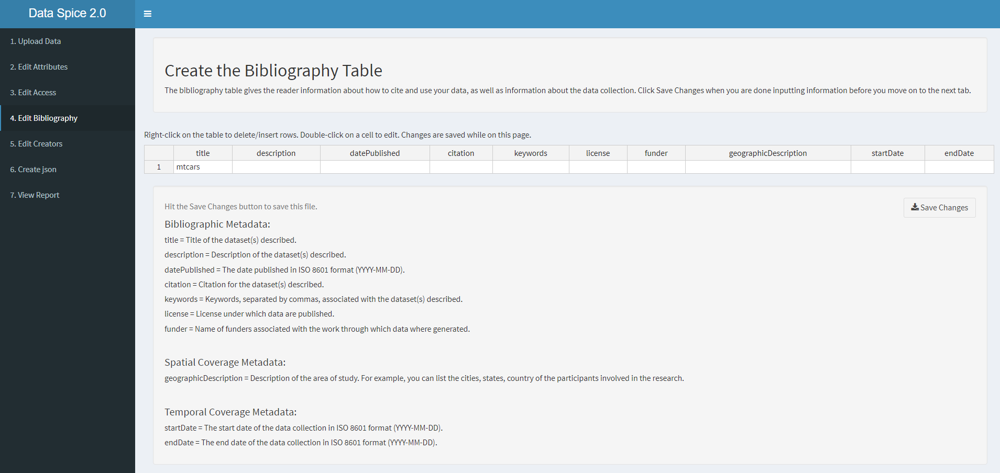 Data Spice 2.0
1. Upload Data
2. Edit Attributes
3. Edit Access
4. Edit Bibliography
5. Edit Creators
6. Create json
7. View Report
Create the Bibliography Table
The bibliography table gives the reader information about how to cite and use your data, as well as information about the data collection. Click Save Changes when you are done inputting information before you move on to the next tab.
Right-click on the table to delete/insert rows. Double-click on a cell to edit. Changes are saved while on this page.
title description datePublished citation keywords license funder geographicDescription startDate endDate
1 mtcars
Hit the Save Changes button to save this file.
Save Changes
Bibliographic Metadata:
title = Title of the dataset(s) described.
description = Description of the dataset(s) described.
datePublished = The date published in ISO 8601 format (YYYY-MM-DD).
citation = Citation for the dataset(s) described.
keywords = Keywords, separated by commas, associated with the dataset(s) described.
license = License under which data are published.
funder = Name of funders associated with the work through which data where generated.
Spatial Coverage Metadata:
geographicDescription = Description of the area of study. For example, you can list the cities, states, country of the participants involved in the research.
Temporal Coverage Metadata:
startDate = The start date of the data collection in ISO 8601 format (YYYY-MM-DD).
endDate = The end date of the data collection in ISO 8601 format (YYYY-MM-DD).